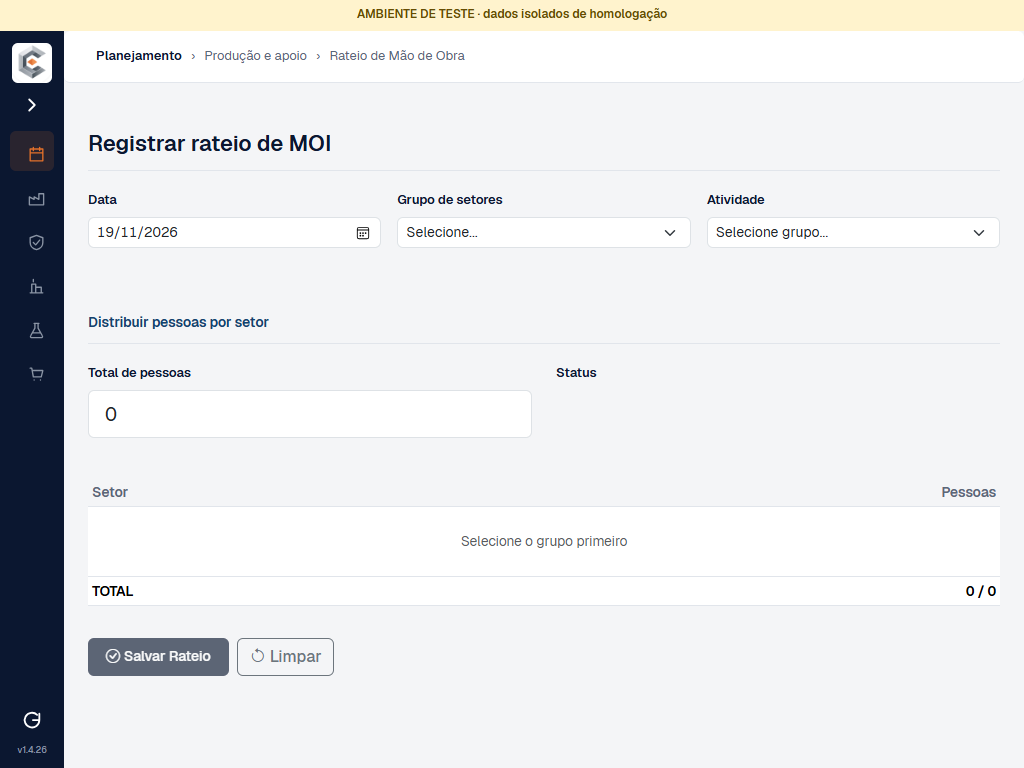 AMBIENTE DE TESTE · dados isolados de homologação
Planejamento › Produção e apoio › Rateio de Mão de Obra
Registrar rateio de MOI
Data Grupo de setores Atividade
19/11/2026 Selecione... Selecione grupo...
Distribuir pessoas por setor
Total de pessoas Status
0
Setor Pessoas
Selecione o grupo primeiro
TOTAL 0 / 0
Salvar Rateio Limpar
v1.4.26